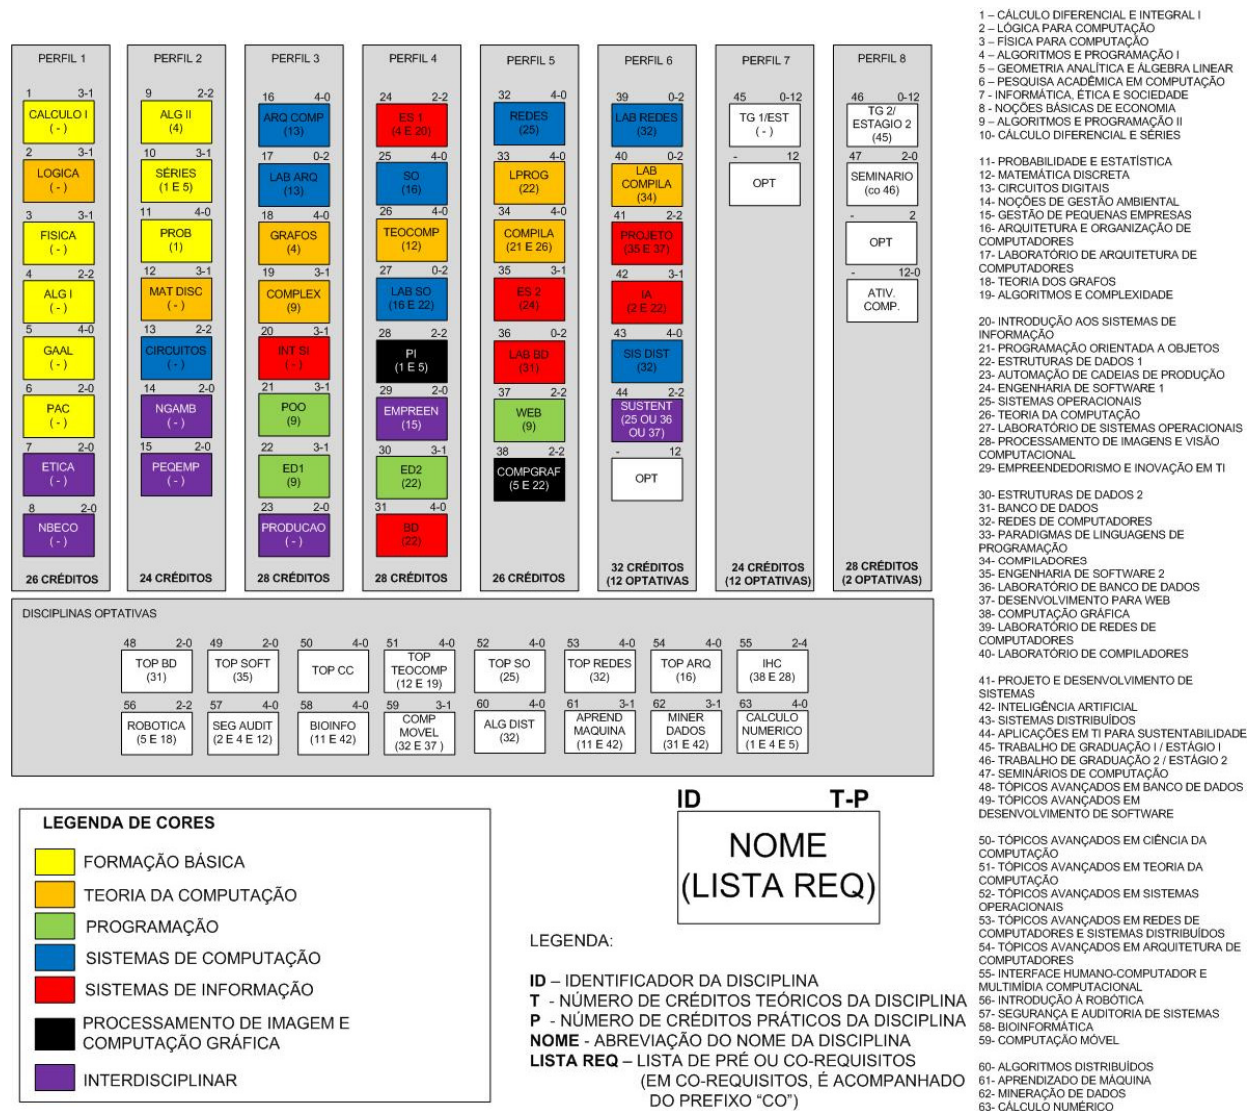 PERFIL 1
1 3-1
CALCULO I
( - )
2 3-1
LOGICA
( - )
3 3-1
FISICA
( - )
4 2-2
ALG I
( - )
5 4-0
GAAL
( - )
6 2-0
PAC
( - )
7 2-0
ETICA
( - )
8 2-0
NBECO
( - )
26 CRÉDITOS
PERFIL 2
9 2-2
ALG II
(4)
10 3-1
SÉRIES
(1 E 5)
11 4-0
PROB
(1)
12 3-1
MAT DISC
( - )
13 2-2
CIRCUITOS
( - )
14 2-0
NGAMB
( - )
15 2-0
PEQEMP
( - )
24 CRÉDITOS
PERFIL 3
16 4-0
ARQ COMP
(13)
17 0-2
LAB ARQ
(13)
18 4-0
GRAFOS
(4)
19 3-1
COMPLEX
(9)
20 3-1
INT SI
( - )
21 3-1
POO
(9)
22 3-1
ED1
(9)
23 2-0
PRODUCAO
( - )
28 CRÉDITOS
PERFIL 4
24 2-2
ES 1
(4 E 20)
25 4-0
SO
(16)
26 4-0
TEOCOMP
(12)
27 0-2
LAB SO
(16 E 22)
28 2-2
PI
(1 E 5)
29 2-0
EMPREEN
(15)
30 3-1
ED2
(22)
31 4-0
BD
(22)
28 CRÉDITOS
PERFIL 5
32 4-0
REDES
(25)
33 4-0
LPROG
(22)
34 4-0
COMPILA
(21 E 26)
35 3-1
ES 2
(24)
36 0-2
LAB BD
(31)
37 2-2
WEB
(9)
38 2-2
COMPGRAF
(5 E 22)
26 CRÉDITOS
PERFIL 6
39 0-2
LAB REDES
(32)
40 0-2
LAB
COMPILA
(34)
41 2-2
PROJETO
(35 E 37)
42 3-1
IA
(2 E 22)
43 4-0
SIS DIST
(32)
44 2-2
SUSTENT
(25 OU 36
OU 37)
- 12
OPT
32 CRÉDITOS
(12 OPTATIVAS)
PERFIL 7
45 0-12
TG 1/EST
( - )
- 12
OPT
24 CRÉDITOS
(12 OPTATIVAS)
PERFIL 8
46 0-12
TG 2/
ESTAGIO 2
(45)
47 2-0
SEMINARIO
(co 46)
- 2
OPT
- 12-0
ATIV.
COMP.
28 CRÉDITOS
(2 OPTATIVAS)
DISCIPLINAS OPTATIVAS
48 2-0
TOP BD
(31)
49 2-0
TOP SOFT
(35)
50 4-0
TOP CC
51 4-0
TOP
TEOCOMP
(12 E 19)
52 4-0
TOP SO
(25)
53 4-0
TOP REDES
(32)
54 4-0
TOP ARQ
(16)
55 2-4
IHC
(38 E 28)
56 2-2
ROBOTICA
(5 E 18)
57 4-0
SEG AUDIT
(2 E 4 E 12)
58 4-0
BIOINFO
(11 E 42)
59 3-1
COMP
MOVEL
(32 E 37 )
60 4-0
ALG DIST
(32)
61 3-1
APREND
MAQUINA
(11 E 42)
62 3-1
MINER
DADOS
(31 E 42)
63 4-0
CALCULO
NUMERICO
(1 E 4 E 5)
LEGENDA DE CORES
FORMAÇÃO BÁSICA
TEORIA DA COMPUTAÇÃO
PROGRAMAÇÃO
SISTEMAS DE COMPUTAÇÃO
SISTEMAS DE INFORMAÇÃO
PROCESSAMENTO DE IMAGEM E
COMPUTAÇÃO GRÁFICA
INTERDISCIPLINAR
ID T-P
NOME
(LISTA REQ)
LEGENDA:
ID – IDENTIFICADOR DA DISCIPLINA
T - NÚMERO DE CRÉDITOS TEÓRICOS DA DISCIPLINA
P - NÚMERO DE CRÉDITOS PRÁTICOS DA DISCIPLINA
NOME - ABREVIAÇÃO DO NOME DA DISCIPLINA
LISTA REQ – LISTA DE PRÉ OU CO-REQUISITOS
(EM CO-REQUISITOS, É ACOMPANHADO
DO PREFIXO “CO”)
1 – CÁLCULO DIFERENCIAL E INTEGRAL I
2 – LÓGICA PARA COMPUTAÇÃO
3 – FÍSICA PARA COMPUTAÇÃO
4 – ALGORITMOS E PROGRAMAÇÃO I
5 – GEOMETRIA ANALÍTICA E ÁLGEBRA LINEAR
6 – PESQUISA ACADÊMICA EM COMPUTAÇÃO
7 - INFORMÁTICA, ÉTICA E SOCIEDADE
8 - NOÇÕES BÁSICAS DE ECONOMIA
9 – ALGORITMOS E PROGRAMAÇÃO II
10- CÁLCULO DIFERENCIAL E SÉRIES
11- PROBABILIDADE E ESTATÍSTICA
12- MATEMÁTICA DISCRETA
13- CIRCUITOS DIGITAIS
14- NOÇÕES DE GESTÃO AMBIENTAL
15- GESTÃO DE PEQUENAS EMPRESAS
16- ARQUITETURA E ORGANIZAÇÃO DE
COMPUTADORES
17- LABORATÓRIO DE ARQUITETURA DE
COMPUTADORES
18- TEORIA DOS GRAFOS
19- ALGORITMOS E COMPLEXIDADE
20- INTRODUÇÃO AOS SISTEMAS DE
INFORMAÇÃO
21- PROGRAMAÇÃO ORIENTADA A OBJETOS
22- ESTRUTURAS DE DADOS 1
23- AUTOMAÇÃO DE CADEIAS DE PRODUÇÃO
24- ENGENHARIA DE SOFTWARE 1
25- SISTEMAS OPERACIONAIS
26- TEORIA DA COMPUTAÇÃO
27- LABORATÓRIO DE SISTEMAS OPERACIONAIS
28- PROCESSAMENTO DE IMAGENS E VISÃO
COMPUTACIONAL
29- EMPREENDEDORISMO E INOVAÇÃO EM TI
30- ESTRUTURAS DE DADOS 2
31- BANCO DE DADOS
32- REDES DE COMPUTADORES
33- PARADIGMAS DE LINGUAGENS DE
PROGRAMAÇÃO
34- COMPILADORES
35- ENGENHARIA DE SOFTWARE 2
36- LABORATÓRIO DE BANCO DE DADOS
37- DESENVOLVIMENTO PARA WEB
38- COMPUTAÇÃO GRÁFICA
39- LABORATÓRIO DE REDES DE
COMPUTADORES
40- LABORATÓRIO DE COMPILADORES
41- PROJETO E DESENVOLVIMENTO DE
SISTEMAS
42- INTELIGÊNCIA ARTIFICIAL
43- SISTEMAS DISTRIBUÍDOS
44- APLICAÇÕES EM TI PARA SUSTENTABILIDADE
45- TRABALHO DE GRADUAÇÃO I / ESTÁGIO I
46- TRABALHO DE GRADUAÇÃO 2 / ESTÁGIO 2
47- SEMINÁRIOS DE COMPUTAÇÃO
48- TÓPICOS AVANÇADOS EM BANCO DE DADOS
49- TÓPICOS AVANÇADOS EM
DESENVOLVIMENTO DE SOFTWARE
50- TÓPICOS AVANÇADOS EM CIÊNCIA DA
COMPUTAÇÃO
51- TÓPICOS AVANÇADOS EM TEORIA DA
COMPUTAÇÃO
52- TÓPICOS AVANÇADOS EM SISTEMAS
OPERACIONAIS
53- TÓPICOS AVANÇADOS EM REDES DE
COMPUTADORES E SISTEMAS DISTRIBUÍDOS
54- TÓPICOS AVANÇADOS EM ARQUITETURA DE
COMPUTADORES
55- INTERFACE HUMANO-COMPUTADOR E
MULTIMÍDIA COMPUTACIONAL
56- INTRODUÇÃO À ROBÓTICA
57- SEGURANÇA E AUDITORIA DE SISTEMAS
58- BIOINFORMÁTICA
59- COMPUTAÇÃO MÓVEL
60- ALGORITMOS DISTRIBUÍDOS
61- APRENDIZADO DE MÁQUINA
62- MINERAÇÃO DE DADOS
63- CÁLCULO NUMÉRICO